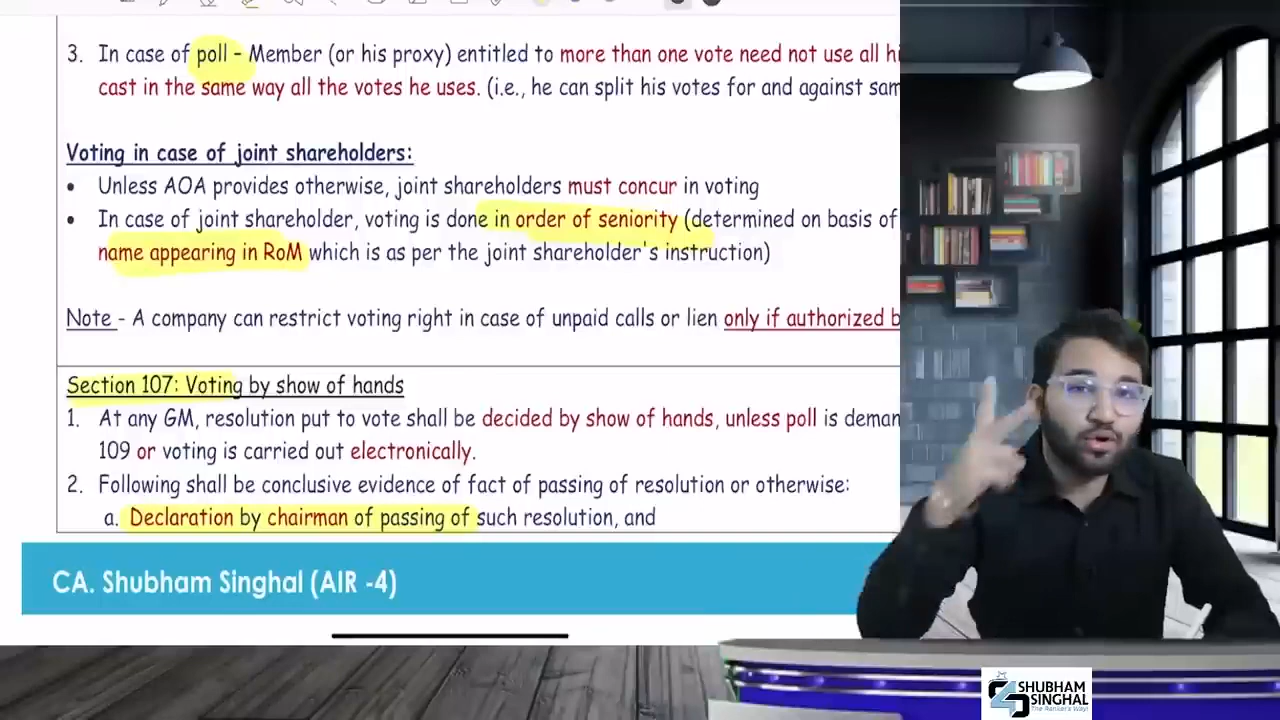 3. In case of poll – Member (or his proxy) entitled to more than one vote need not use all hi
cast in the same way all the votes he uses. (i.e., he can split his votes for and against sam
Voting in case of joint shareholders:
• Unless AOA provides otherwise, joint shareholders must concur in voting
• In case of joint shareholder, voting is done in order of seniority (determined on basis of
name appearing in RoM which is as per the joint shareholder's instruction)
Note - A company can restrict voting right in case of unpaid calls or lien only if authorized b
Section 107: Voting by show of hands
1. At any GM, resolution put to vote shall be decided by show of hands, unless poll is deman
109 or voting is carried out electronically.
2. Following shall be conclusive evidence of fact of passing of resolution or otherwise:
a. Declaration by chairman of passing of such resolution, and
CA. Shubham Singhal (AIR -4)
SHUBHAM
SINGHAL
The Rankers Way!